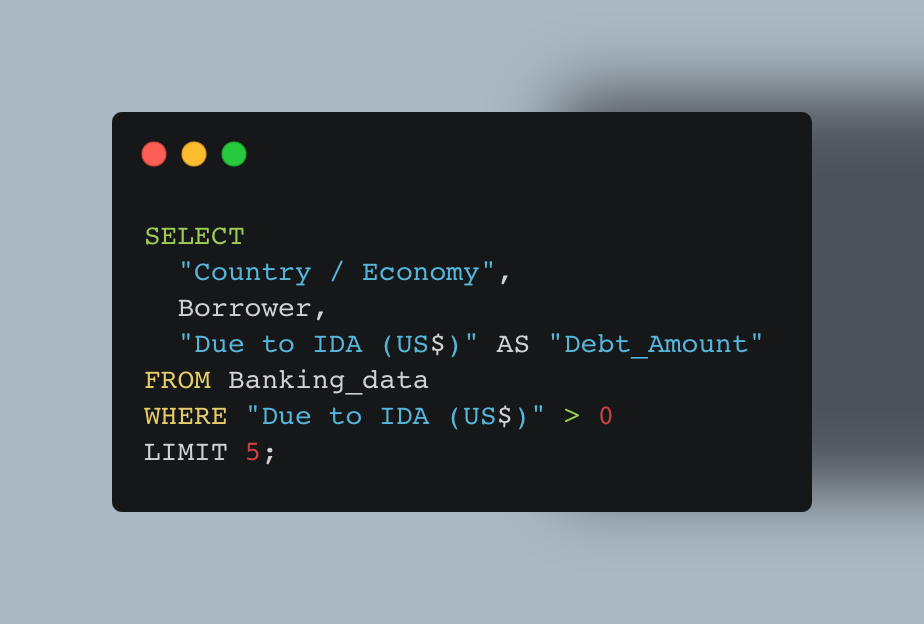 SELECT
"Country / Economy",
Borrower,
"Due to IDA (US$)" AS "Debt_Amount"
FROM Banking_data
WHERE "Due to IDA (US$)" > 0
LIMIT 5;